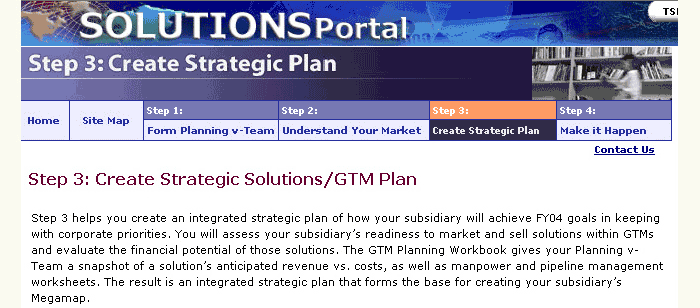 SOLUTIONS Portal
TS
Step 3: Create Strategic Plan
Home Site Map Step 1: Step 2: Step 3: Step 4:
Form Planning v-Team Understand Your Market Create Strategic Plan Make it Happen
Contact Us
Step 3: Create Strategic Solutions/GTM Plan
Step 3 helps you create an integrated strategic plan of how your subsidiary will achieve FY04 goals in keeping
with corporate priorities. You will assess your subsidiary's readiness to market and sell solutions within GTMs
and evaluate the financial potential of those solutions. The GTM Planning Workbook gives your Planning v-
Team a snapshot of a solution's anticipated revenue vs. costs, as well as manpower and pipeline management
worksheets. The result is an integrated strategic plan that forms the base for creating your subsidiary's
Megamap.